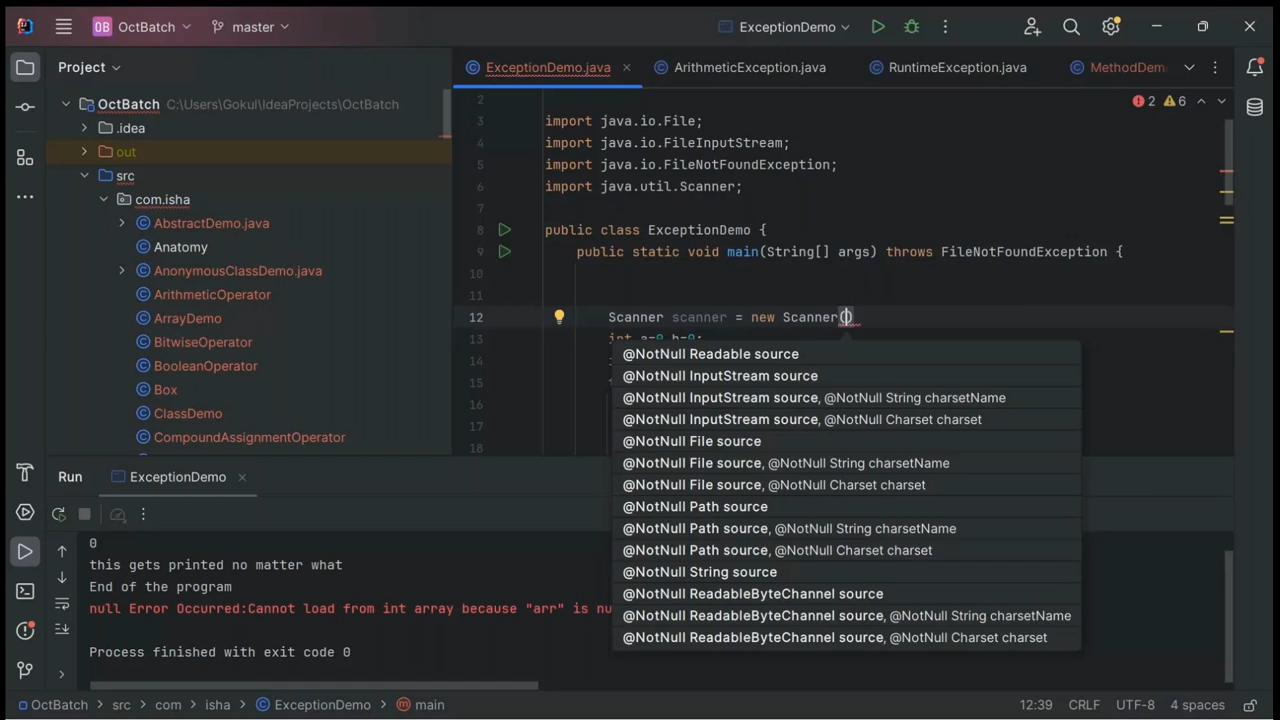 OB OctBatch master ExceptionDemo
Project
ExceptionDemo.java ArithmeticException.java RuntimeException.java MethodDem
OctBatch C:\Users\Gokul\IdeaProjects\OctBatch
.idea
out
src
com.isha
AbstractDemo.java
Anatomy
AnonymousClassDemo.java
ArithmeticOperator
ArrayDemo
BitwiseOperator
BooleanOperator
Box
ClassDemo
CompoundAssignmentOperator
2 6
2
3 import java.io.File;
4 import java.io.FileInputStream;
5 import java.io.FileNotFoundException;
6 import java.util.Scanner;
7
8 public class ExceptionDemo {
9 public static void main(String[] args) throws FileNotFoundException {
10
11
12 Scanner scanner = new Scanner()
13 int a=0,b=0;
14
15
16
17
18
@NotNull Readable source
@NotNull InputStream source
@NotNull InputStream source, @NotNull String charsetName
@NotNull InputStream source, @NotNull Charset charset
@NotNull File source
@NotNull File source, @NotNull String charsetName
@NotNull File source, @NotNull Charset charset
@NotNull Path source
@NotNull Path source, @NotNull String charsetName
@NotNull Path source, @NotNull Charset charset
@NotNull String source
@NotNull ReadableByteChannel source
@NotNull ReadableByteChannel source, @NotNull String charsetName
@NotNull ReadableByteChannel source, @NotNull Charset charset
Run ExceptionDemo
0
this gets printed no matter what
End of the program
null Error Occurred:Cannot load from int array because "arr" is nu
Process finished with exit code 0
OctBatch src com isha ExceptionDemo main 12:39 CRLF UTF-8 4 spaces